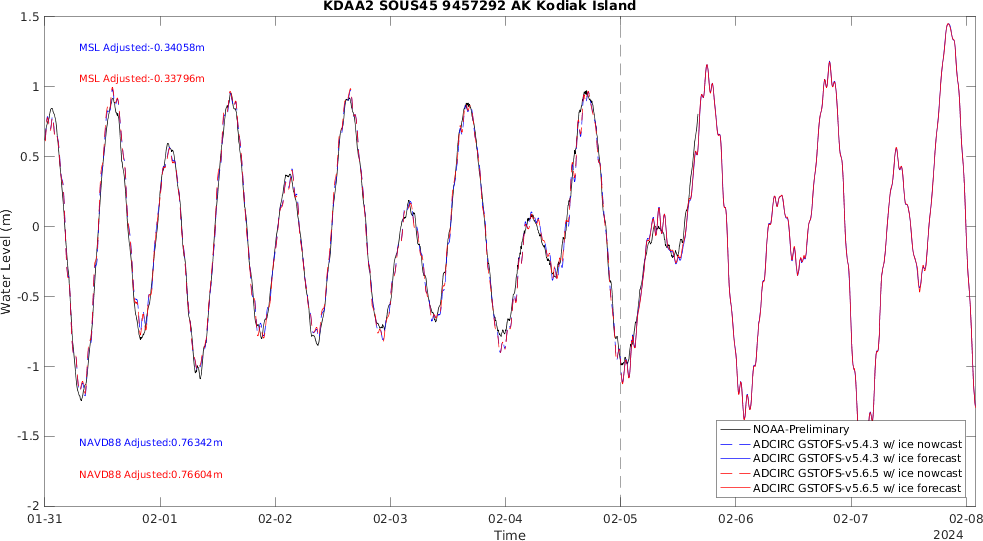 KDAA2 SOUS45 9457292 AK Kodiak Island
1.5
1
0.5
0
-0.5
-1
-1.5
-2
Water Level (m)
MSL Adjusted:-0.34058m
MSL Adjusted:-0.33796m
NAVD88 Adjusted:0.76342m
NAVD88 Adjusted:0.76604m
NOAA-Preliminary
ADCIRC GSTOFS-v5.4.3 w/ ice nowcast
ADCIRC GSTOFS-v5.4.3 w/ ice forecast
ADCIRC GSTOFS-v5.6.5 w/ ice nowcast
ADCIRC GSTOFS-v5.6.5 w/ ice forecast
01-31 02-01 02-02 02-03 02-04 02-05 02-06 02-07 02-08
Time
2024